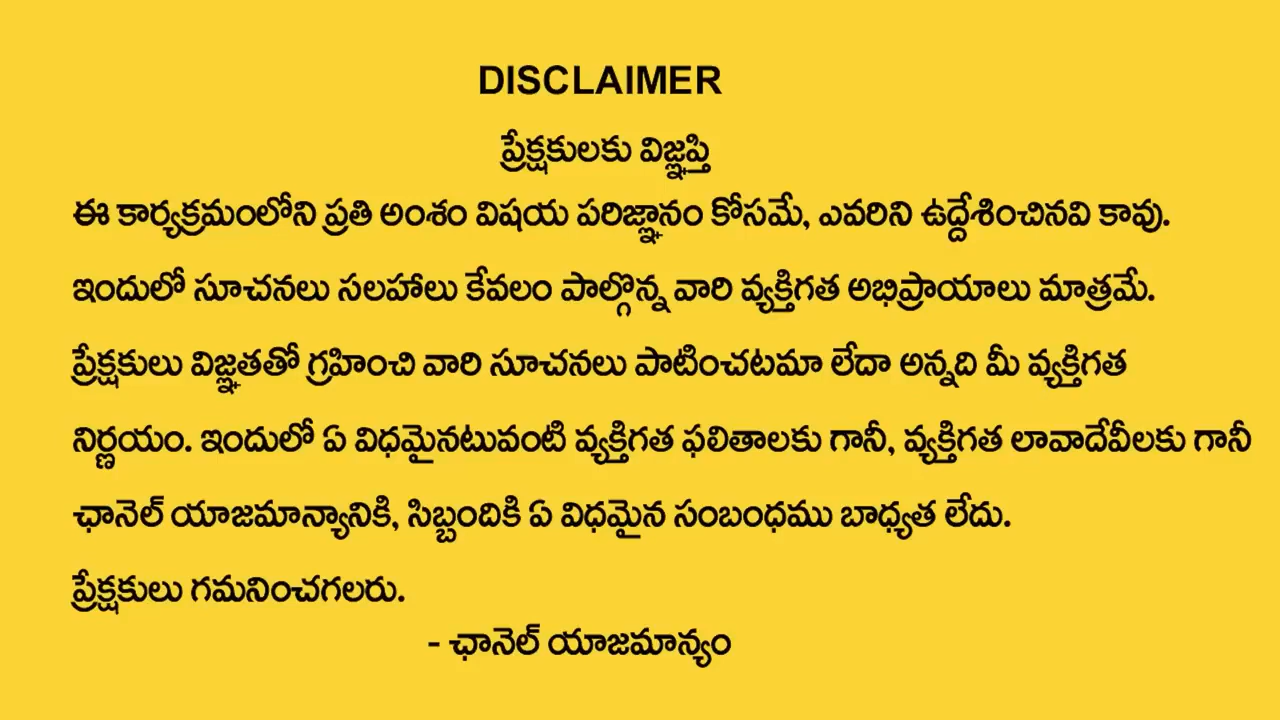 DISCLAIMER
ప్రేక్షకులకు విజ్ఞప్తి
ఈ కార్యక్రమంలోని ప్రతి అంశం విషయ పరిజ్ఞానం కోసమే, ఎవరిని ఉద్దేశించినవి కావు.
ఇందులో సూచనలు సలహాలు కేవలం పాల్గొన్న వారి వ్యక్తిగత అభిప్రాయాలు మాత్రమే.
ప్రేక్షకులు విజ్ఞతతో గ్రహించి వారి సూచనలు పాటించటమా లేదా అన్నది మీ వ్యక్తిగత
నిర్ణయం. ఇందులో ఏ విధమైనటువంటి వ్యక్తిగత ఫలితాలకు గానీ, వ్యక్తిగత లావాదేవీలకు గానీ
ఛానెల్ యాజమాన్యానికి, సిబ్బందికి ఏ విధమైన సంబంధము బాధ్యత లేదు.
ప్రేక్షకులు గమనించగలరు.
- ఛానెల్ యాజమాన్యం